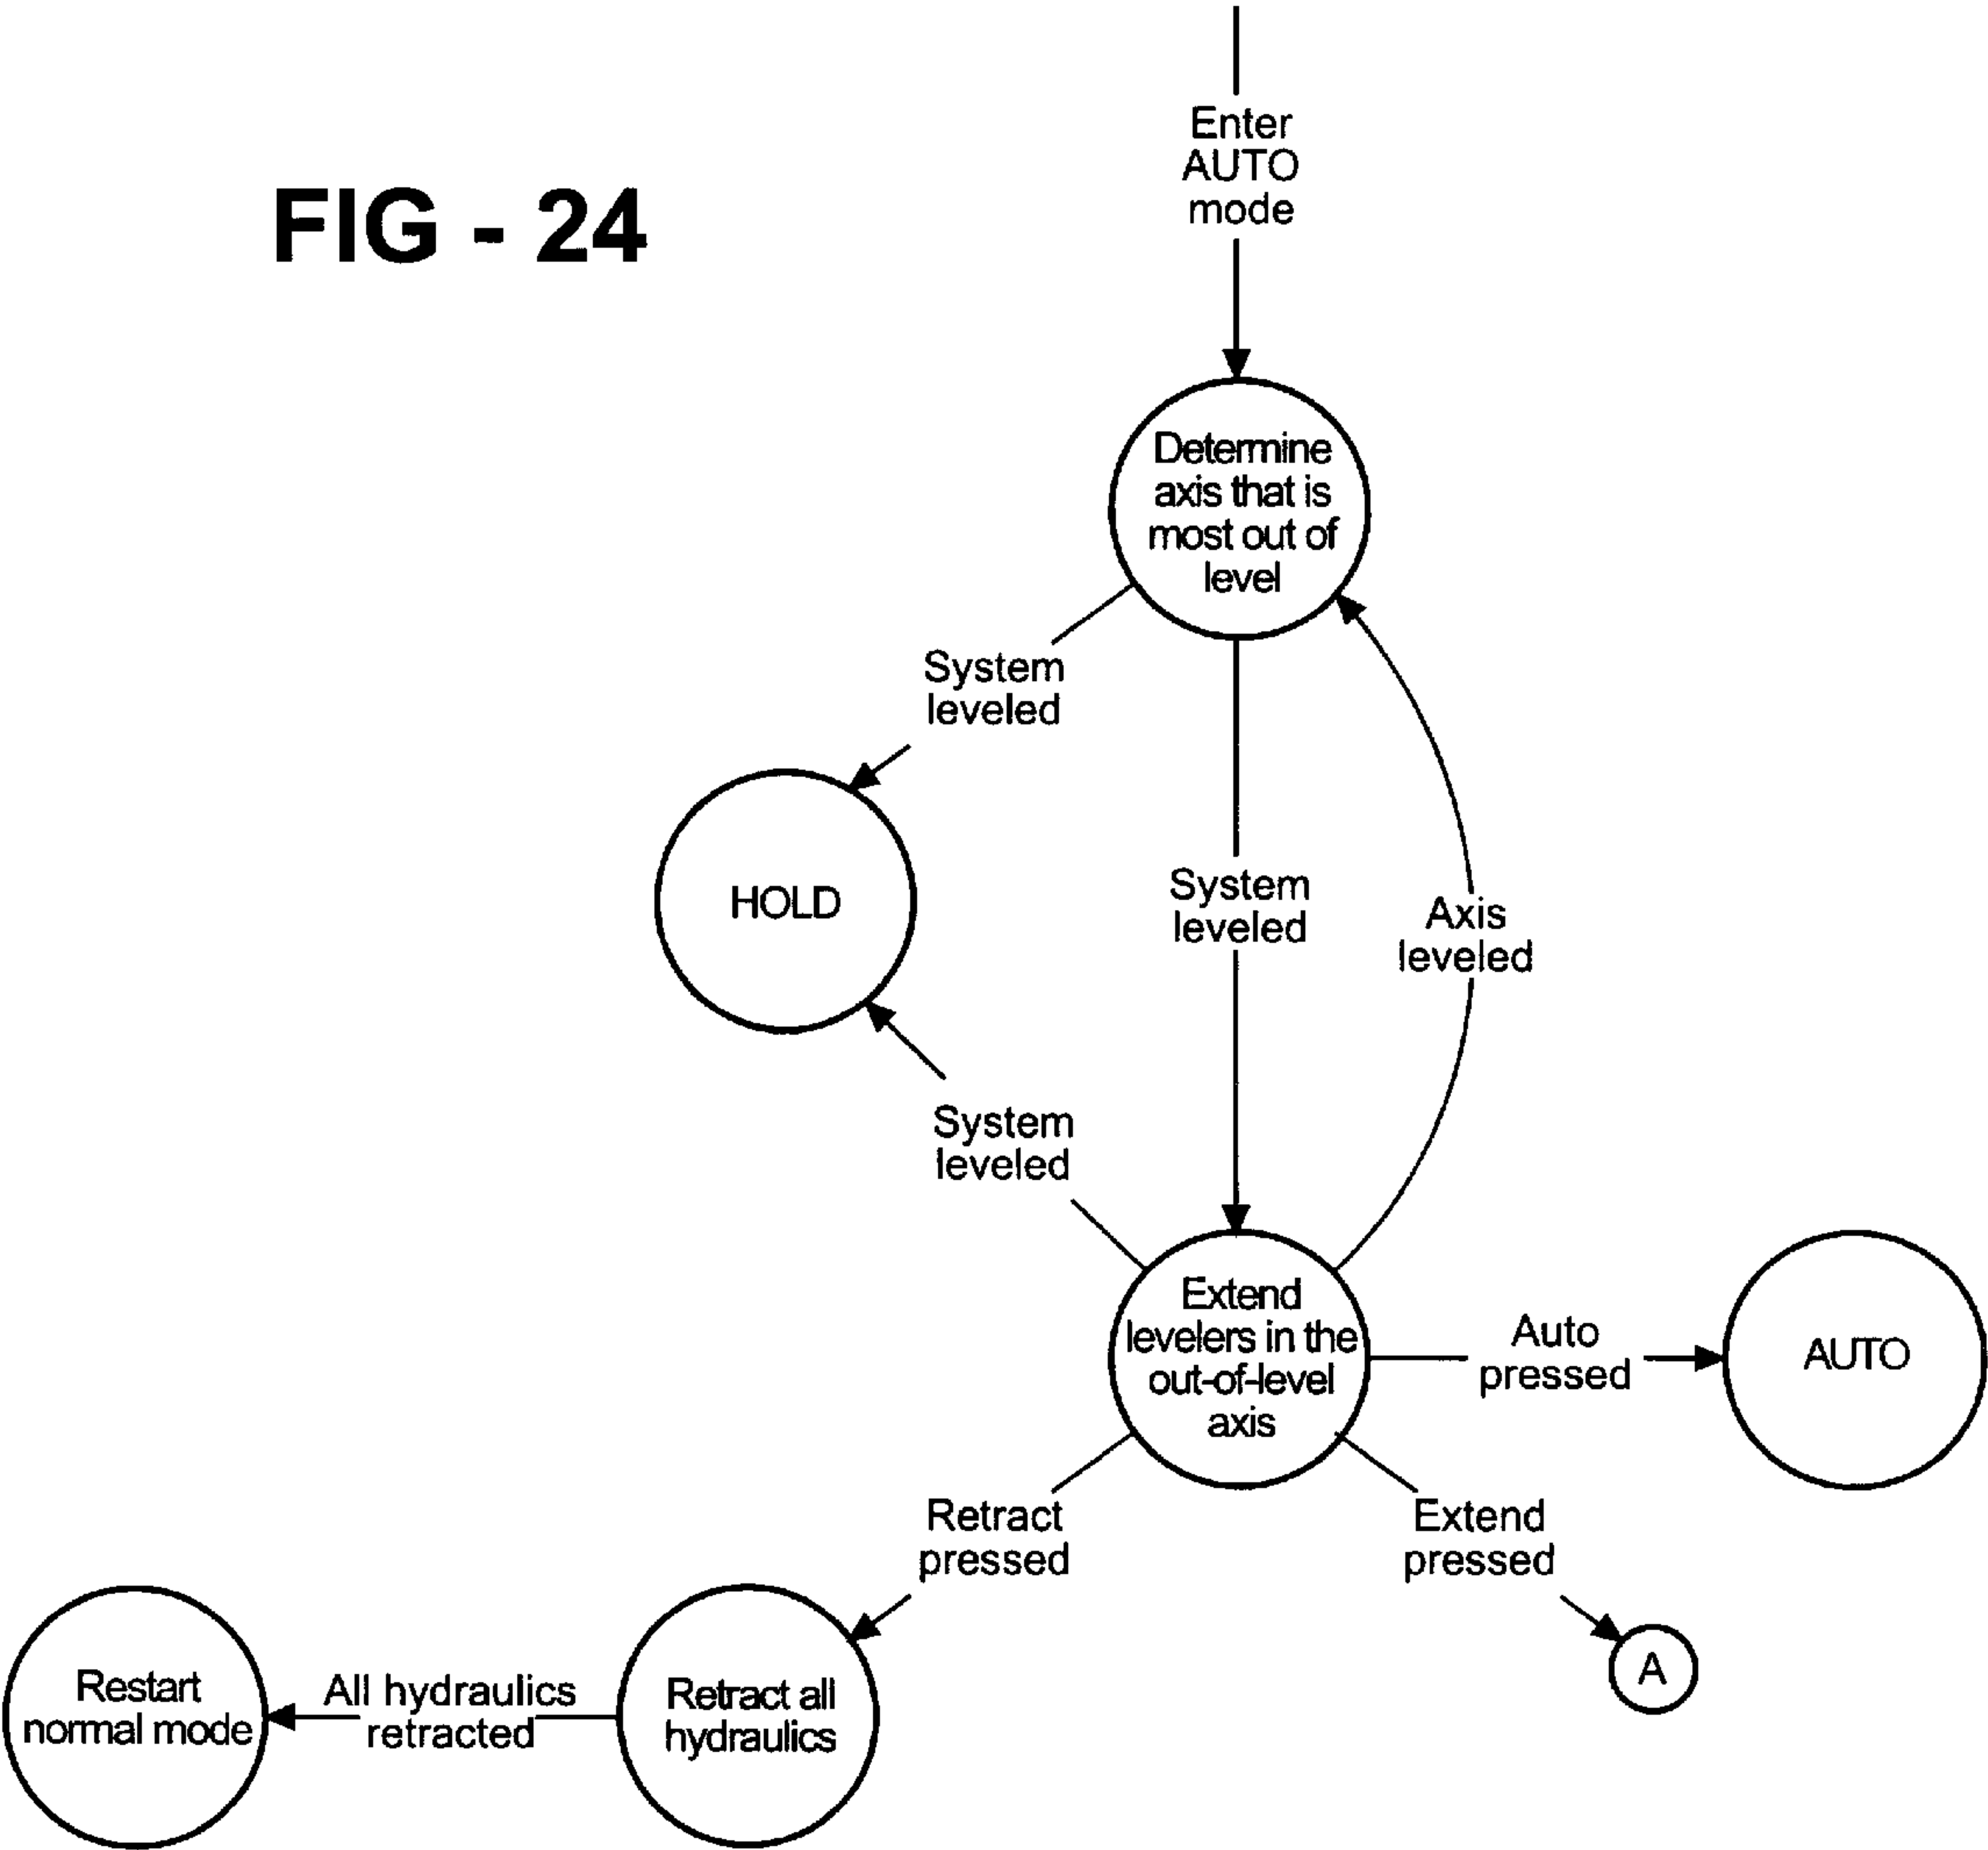 FIG - 24
Enter
AUTO
mode
Determine
axis that is
most out of
level
System
leveled
HOLD
System
leveled
Axis
leveled
System
leveled
Extend
levelers in the
out-of-level
axis
Auto
pressed
AUTO
Retract
pressed
Extend
pressed
A
Restart
normal mode
All hydraulics
retracted
Retract all
hydraulics